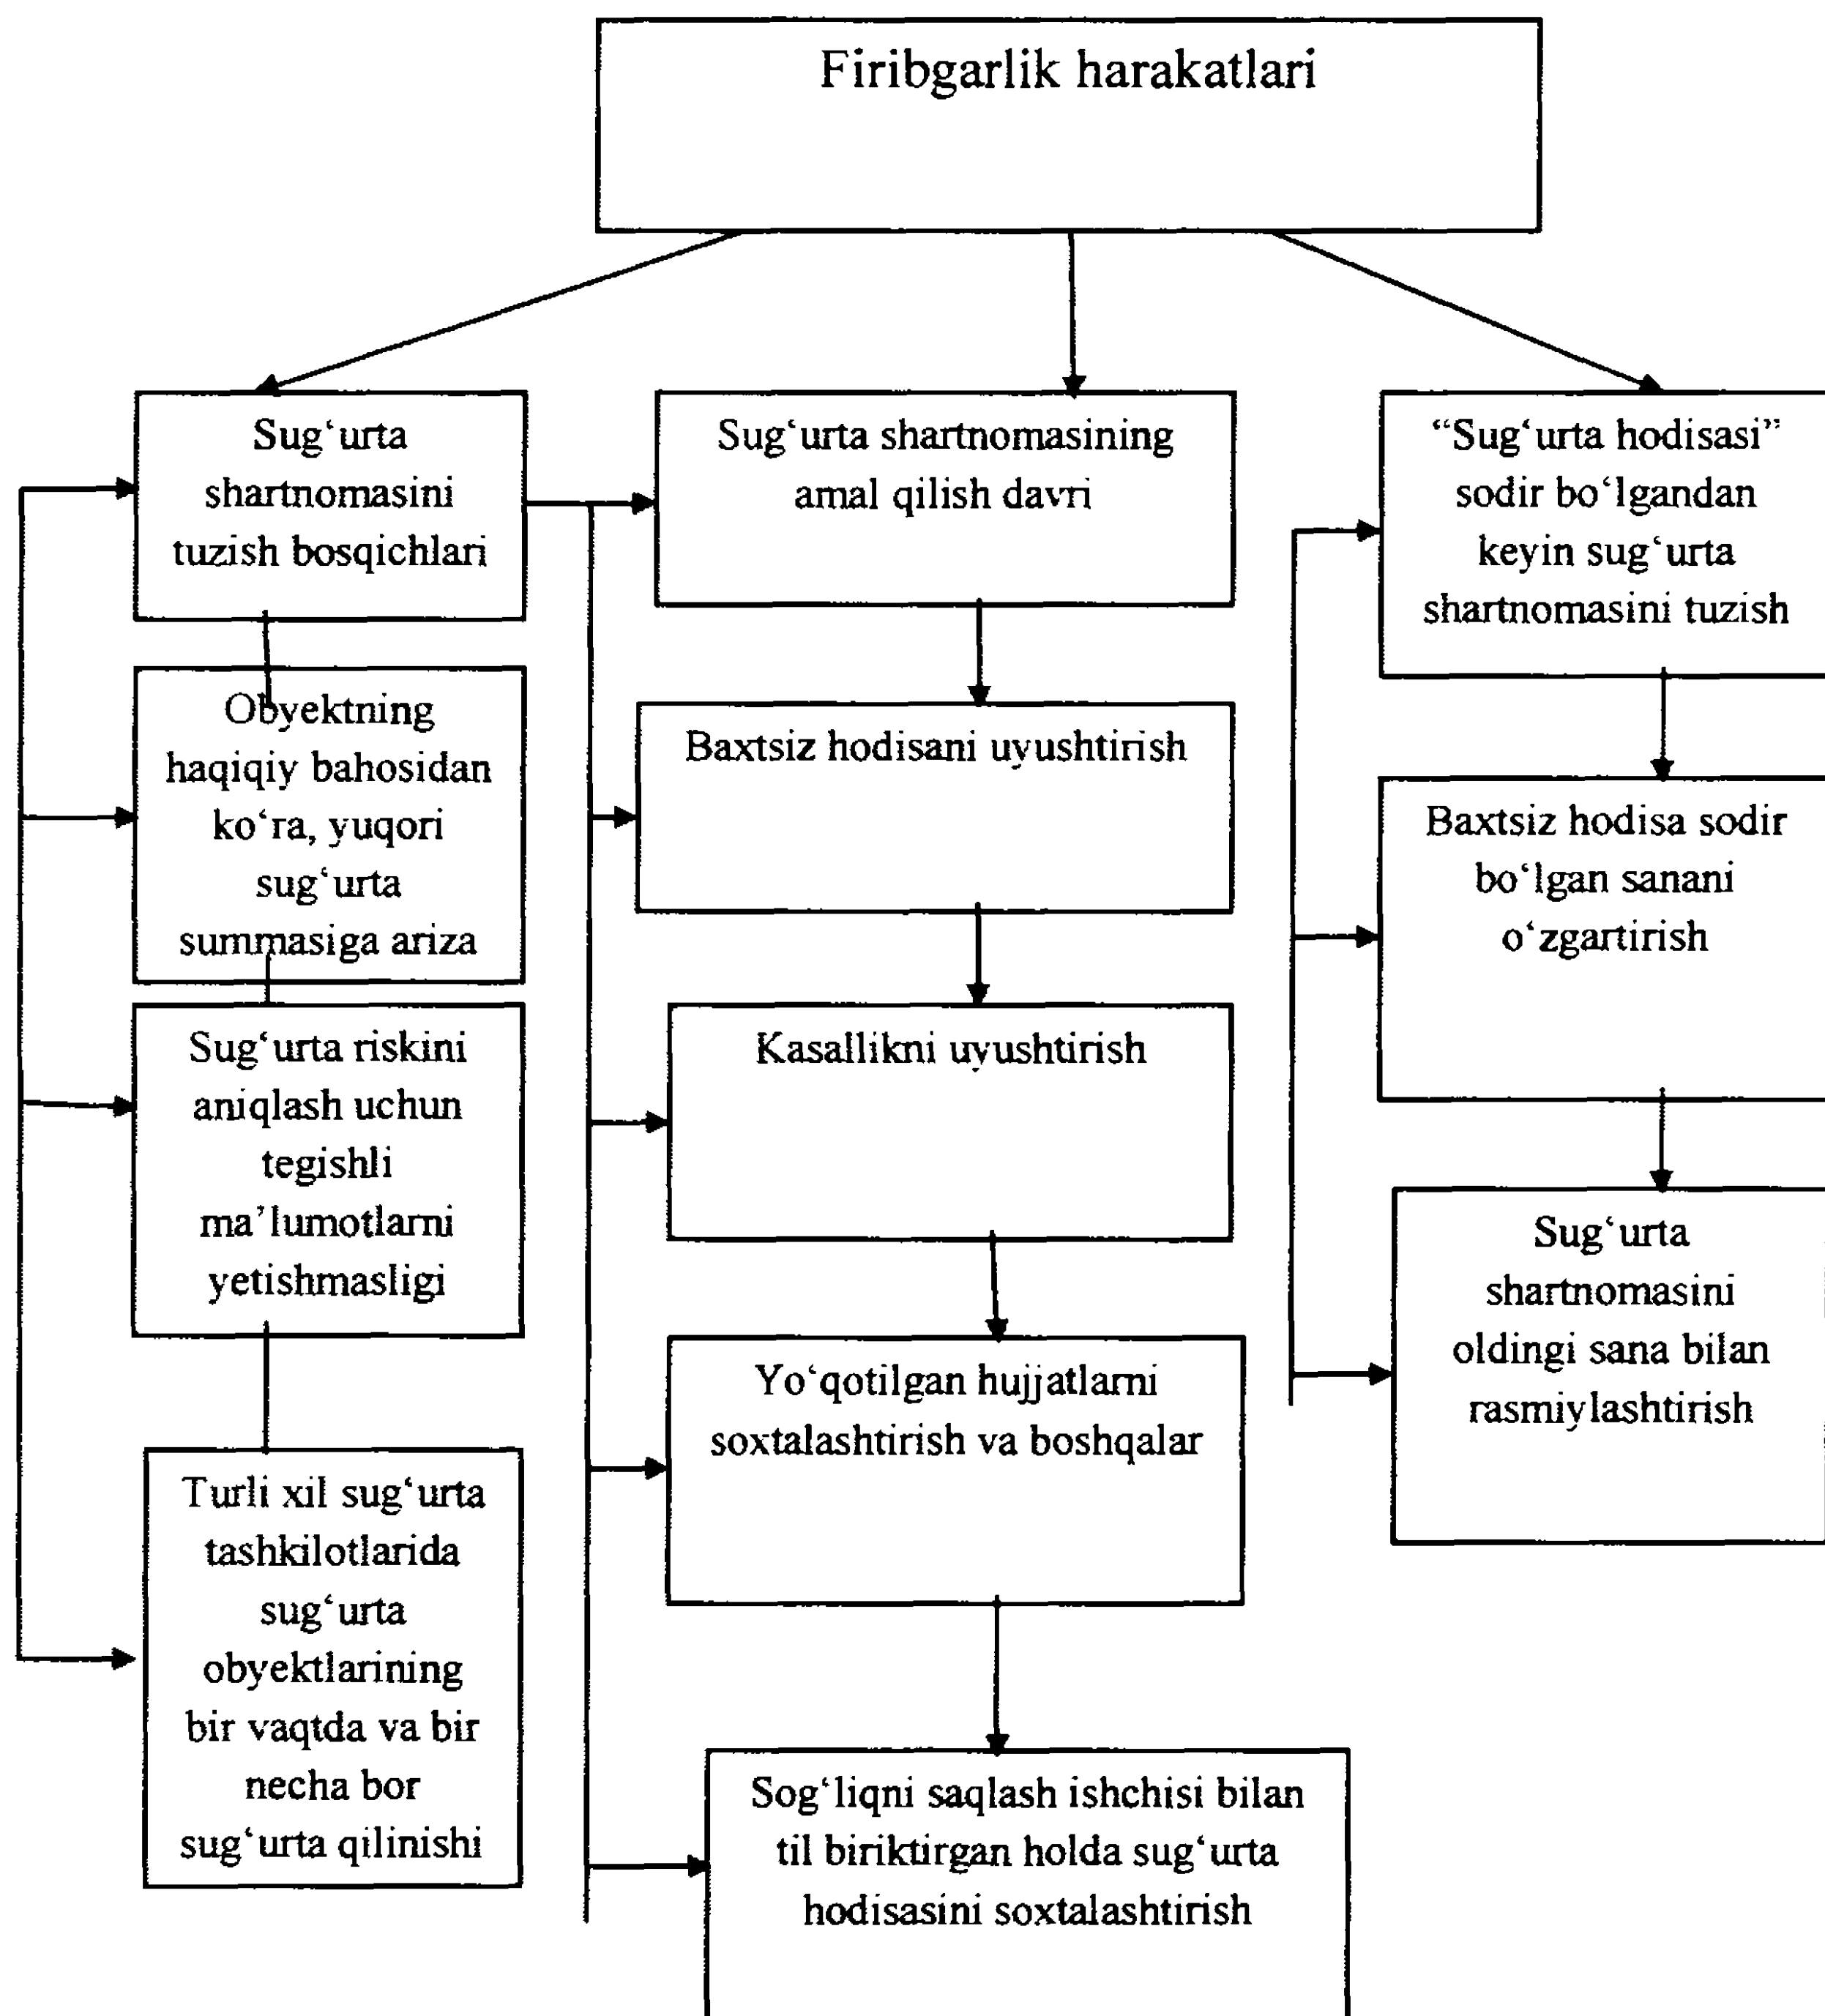 Firibgarlik harakatlari
Sug‘urta
shartnomasini
tuzish bosqichlari
Obyektning
haqiqiy bahosidan
ko‘ra, yuqori
sug‘urta
summasiga ariza
Sug‘urta riskini
aniqlash uchun
tegishli
ma’lumotlarni
yetishmasligi
Turli xil sug‘urta
tashkilotlarida
sug‘urta
obyektlarining
bir vaqtda va bir
necha bor
sug‘urta qilinishi
Sug‘urta shartnomasining
amal qilish davri
Baxtsiz hodisani uyushtirish
Kasallikni uyushtirish
Yo‘qotilgan hujjatlarni
soxtalashtirish va boshqalar
Sog‘liqni saqlash ishchisi bilan
til biriktirgan holda sug‘urta
hodisasini soxtalashtirish
“Sug‘urta hodisasi”
sodir bo‘lgandan
keyin sug‘urta
shartnomasini tuzish
Baxtsiz hodisa sodir
bo‘lgan sanani
o‘zgartirish
Sug‘urta
shartnomasini
oldingi sana bilan
rasmiylashtirish